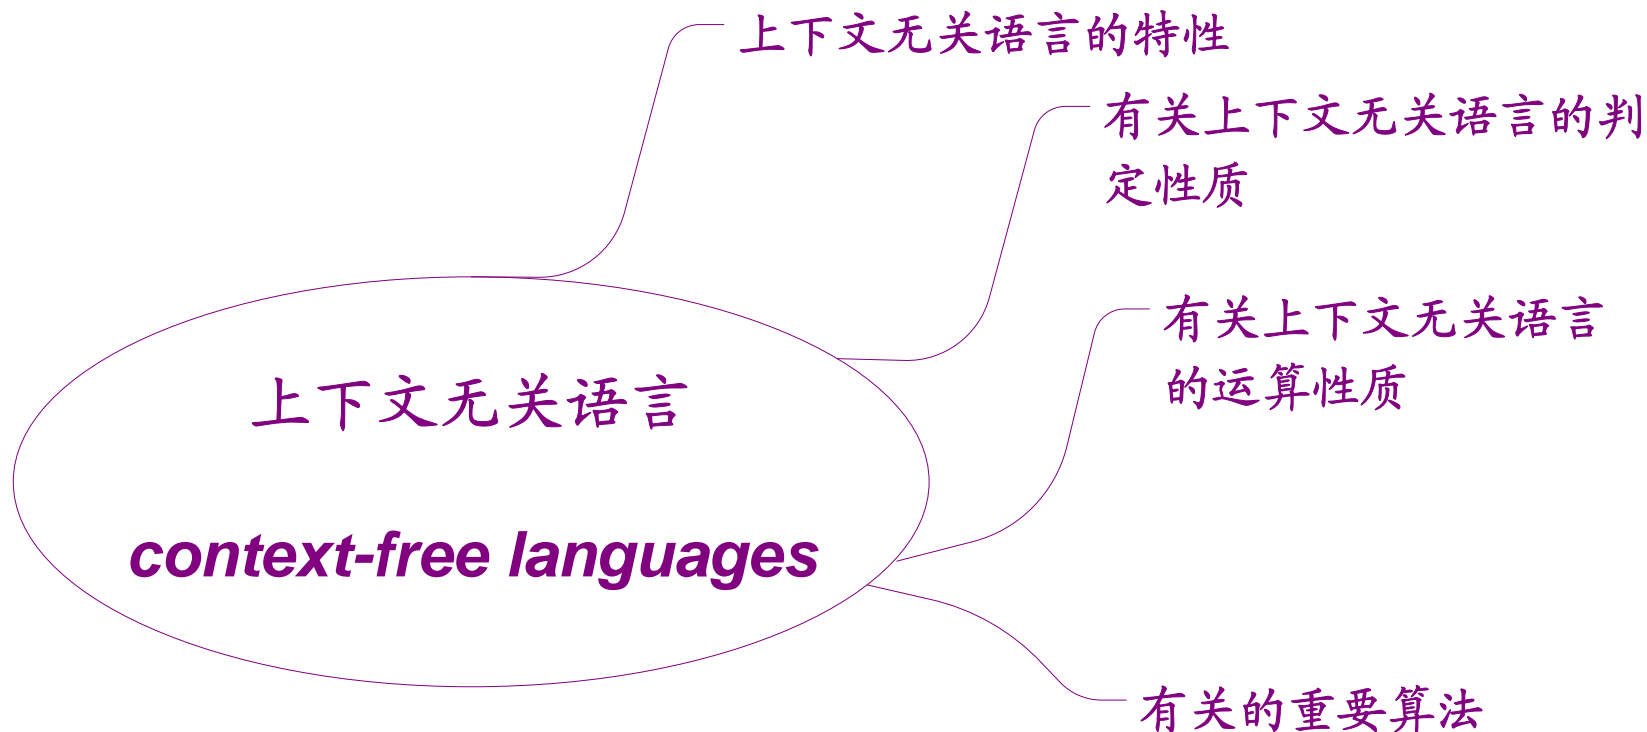 上下文无关语言的特性
有关上下文无关语言的判
定性质
有关上下文无关语言
的运算性质
上下文无关语言
context-free languages
有关的重要算法